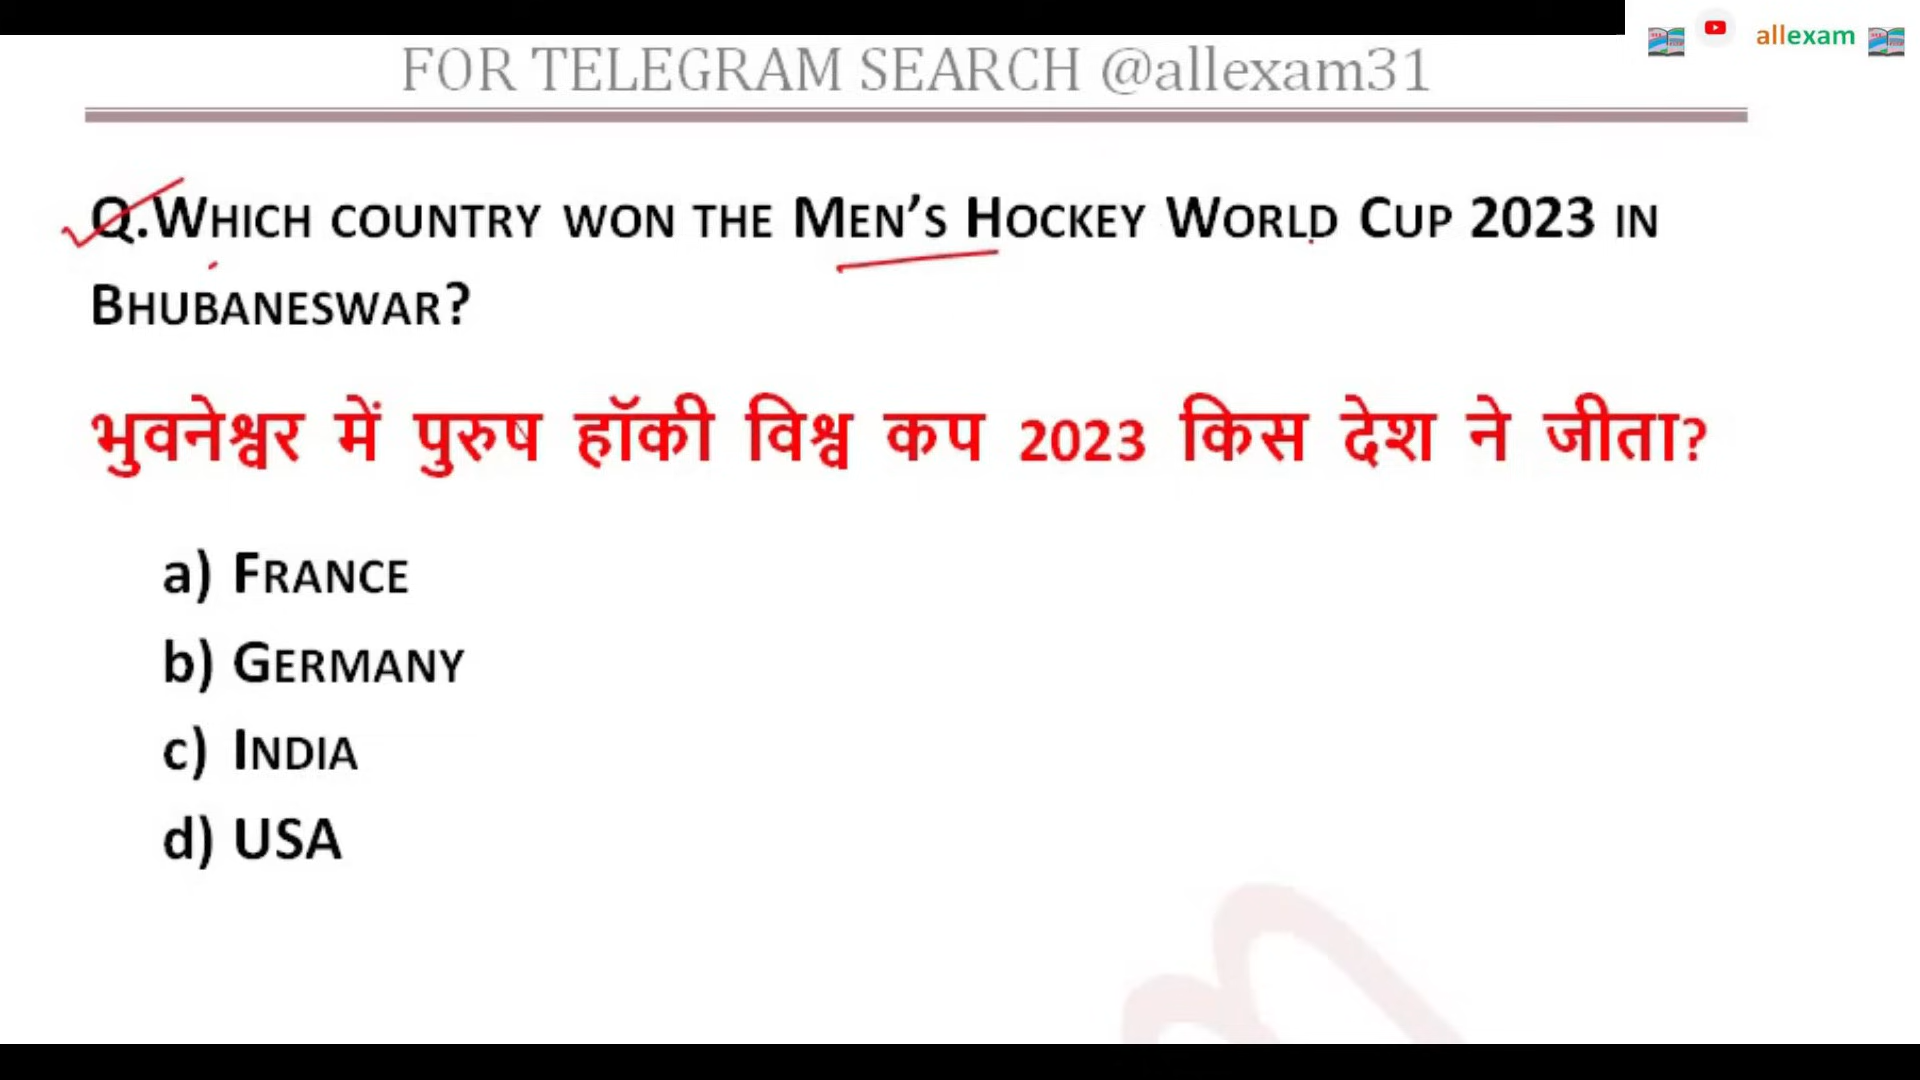 allexam
FOR TELEGRAM SEARCH @allexam31
Q.WHICH COUNTRY WON THE MEN’S HOCKEY WORLD CUP 2023 IN
BHUBANESWAR?
भुवनेश्वर में पुरुष हॉकी विश्व कप 2023 किस देश ने जीता?
a) FRANCE
b) GERMANY
c) INDIA
d) USA